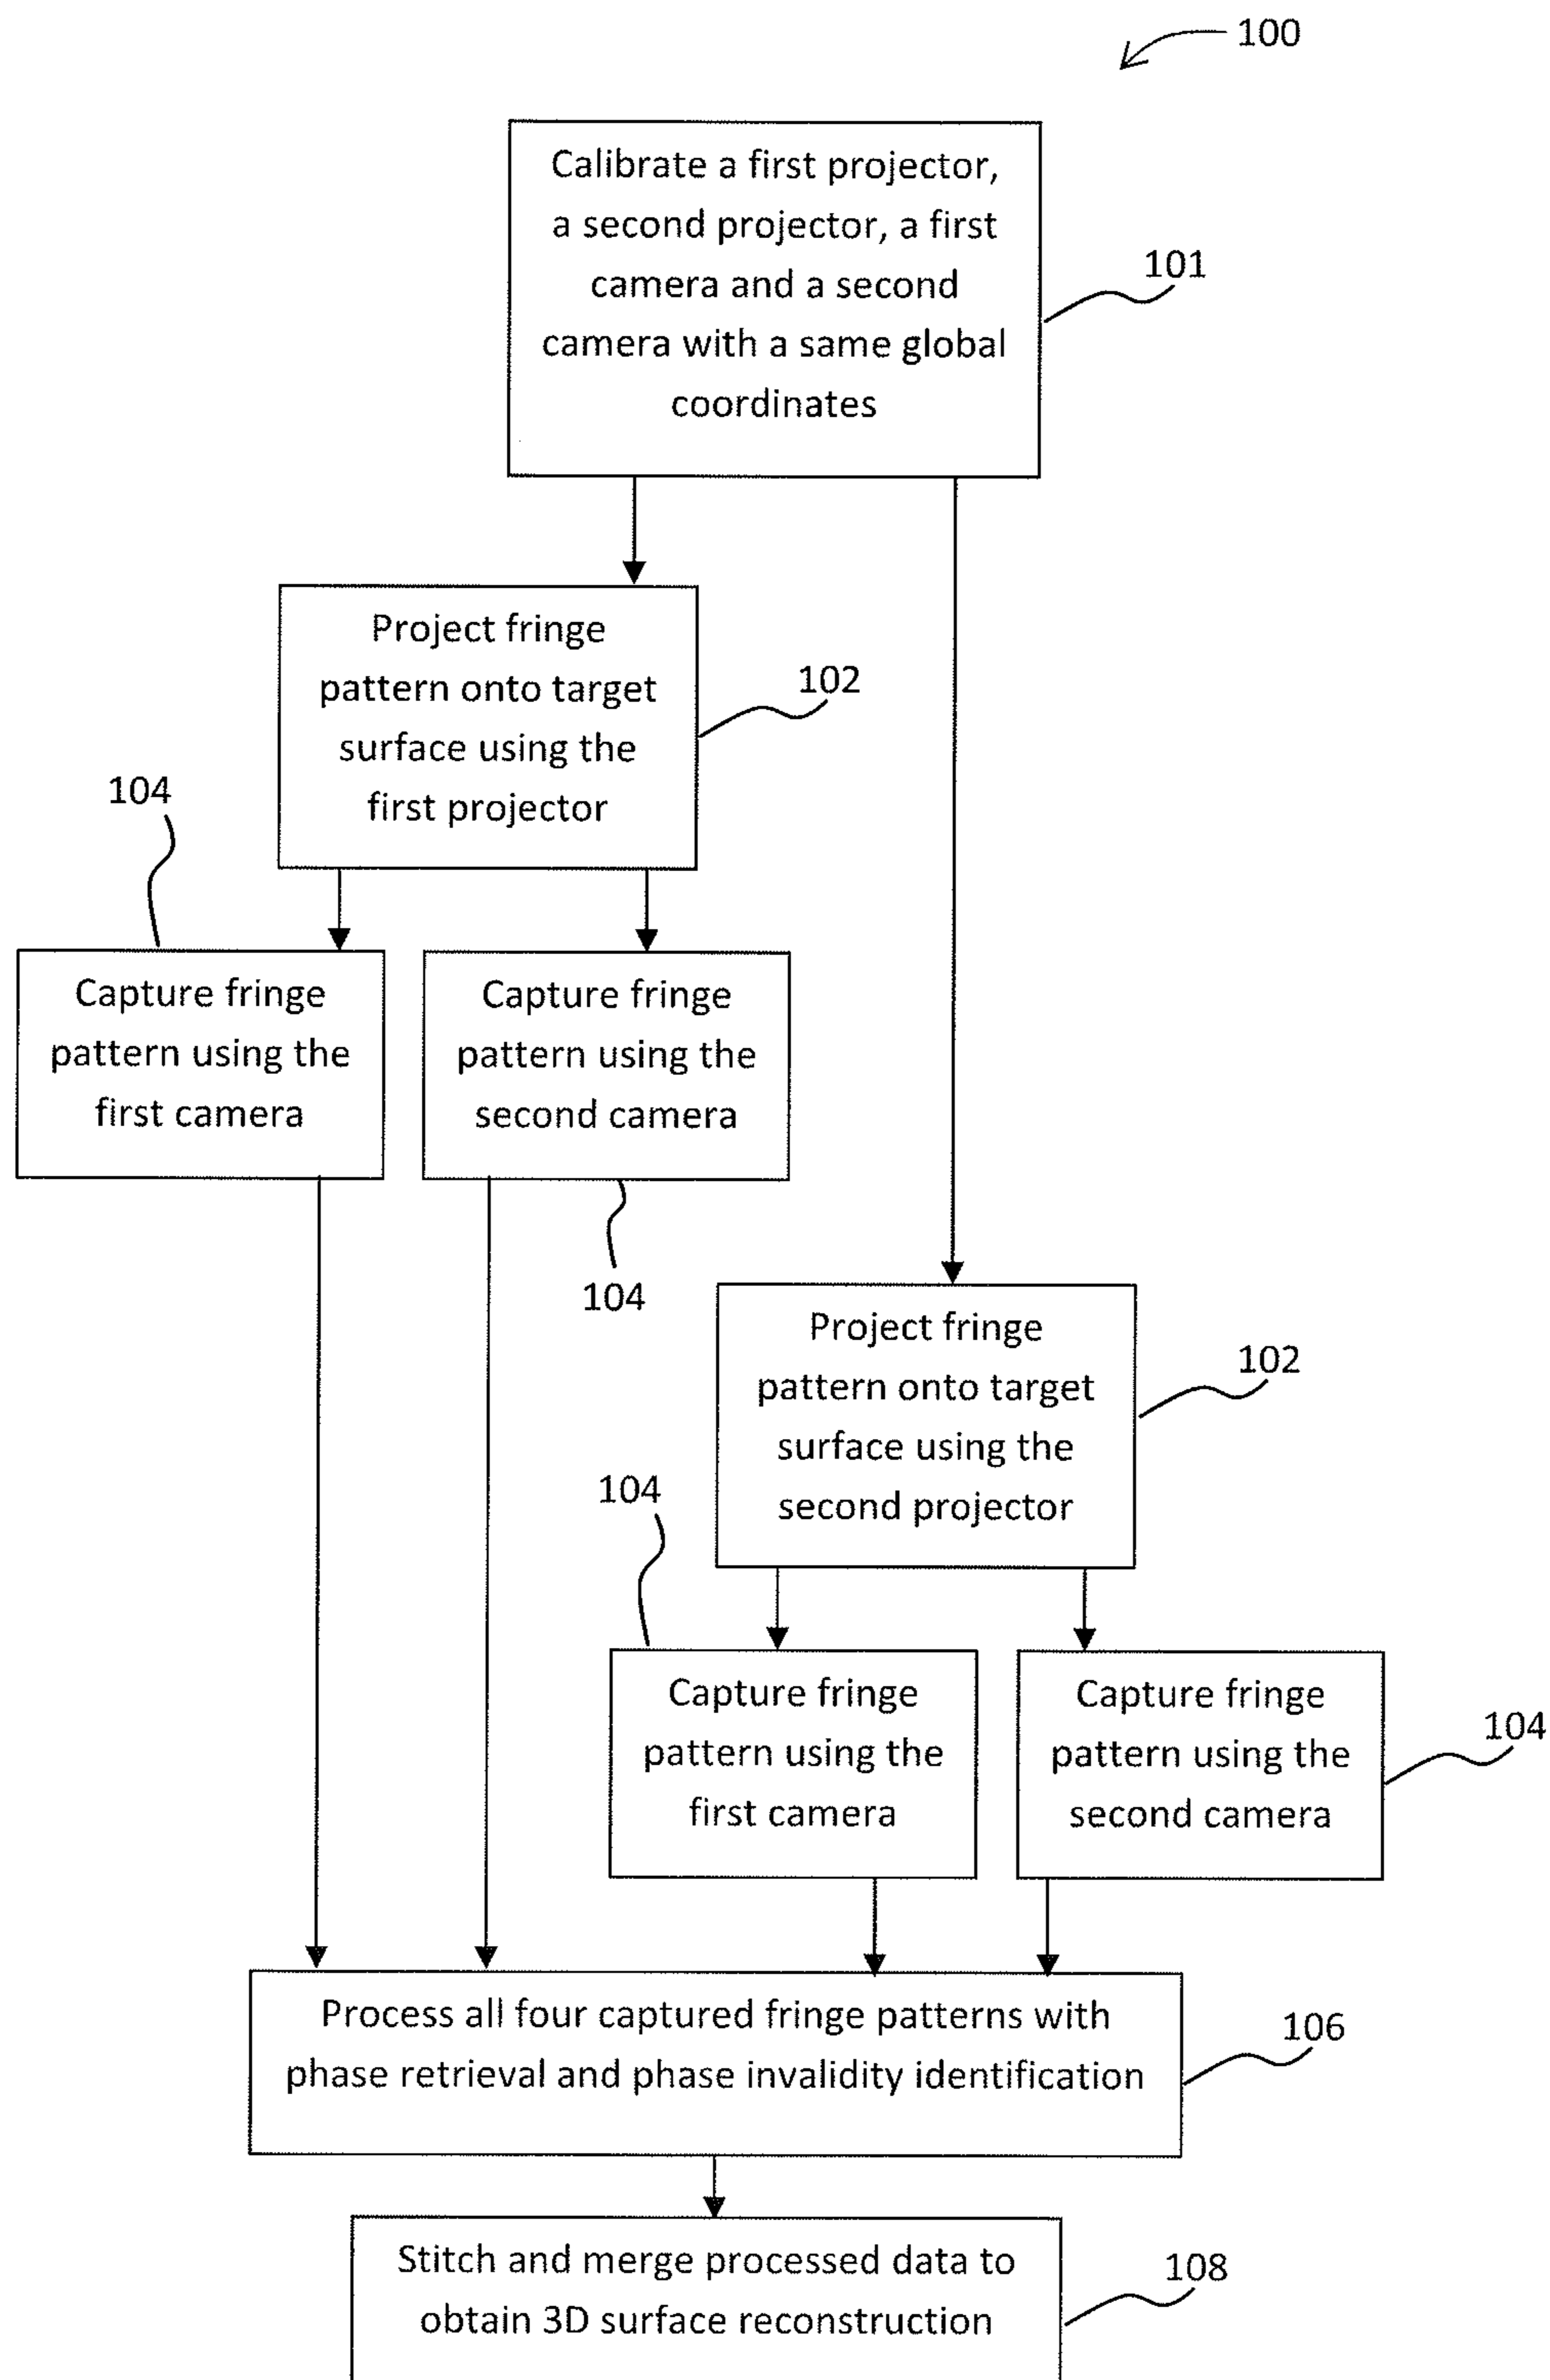 100
Calibrate a first projector,
a second projector, a first
camera and a second
camera with a same global
coordinates
101
Project fringe
pattern onto target
surface using the
first projector
102
104
Capture fringe
pattern using the
first camera
Capture fringe
pattern using the
second camera
104
Project fringe
pattern onto target
surface using the
second projector
102
104
Capture fringe
pattern using the
first camera
Capture fringe
pattern using the
second camera
104
Process all four captured fringe patterns with
phase retrieval and phase invalidity identification
106
Stitch and merge processed data to
obtain 3D surface reconstruction
108